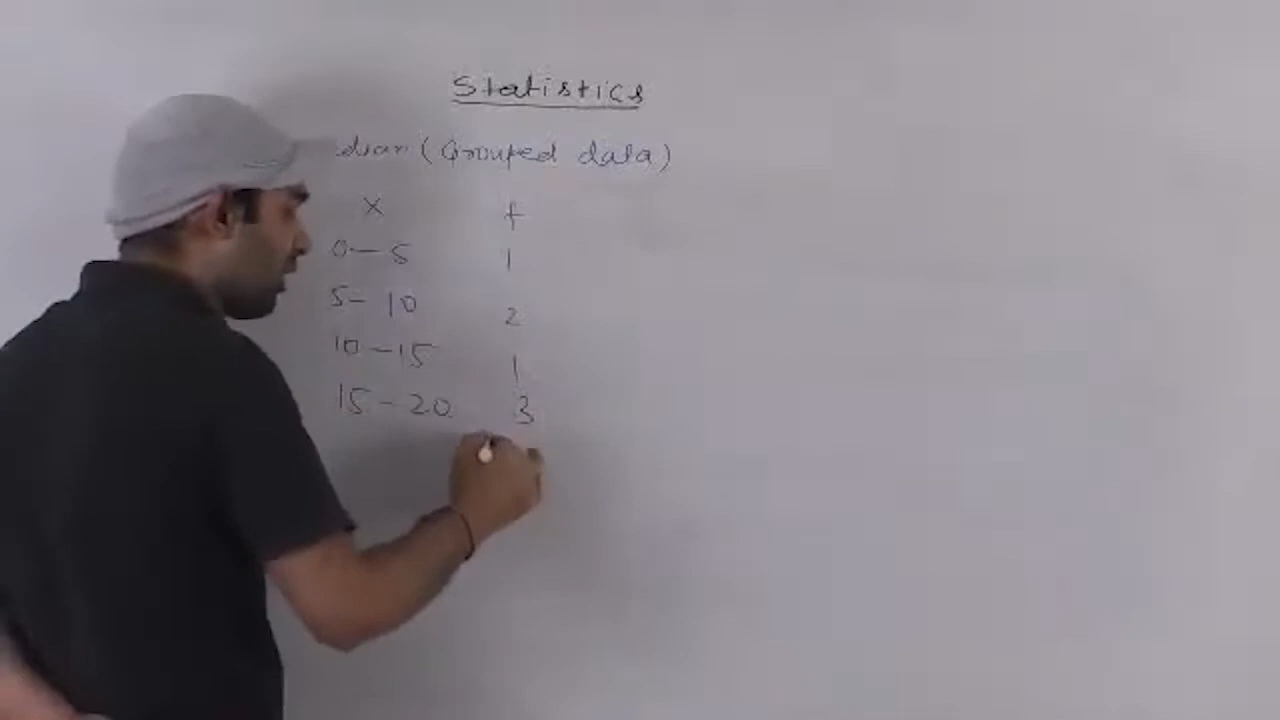 Statistics
dian (Grouped data)
x f
0-5 1
5-10 2
10-15 1
15-20 3